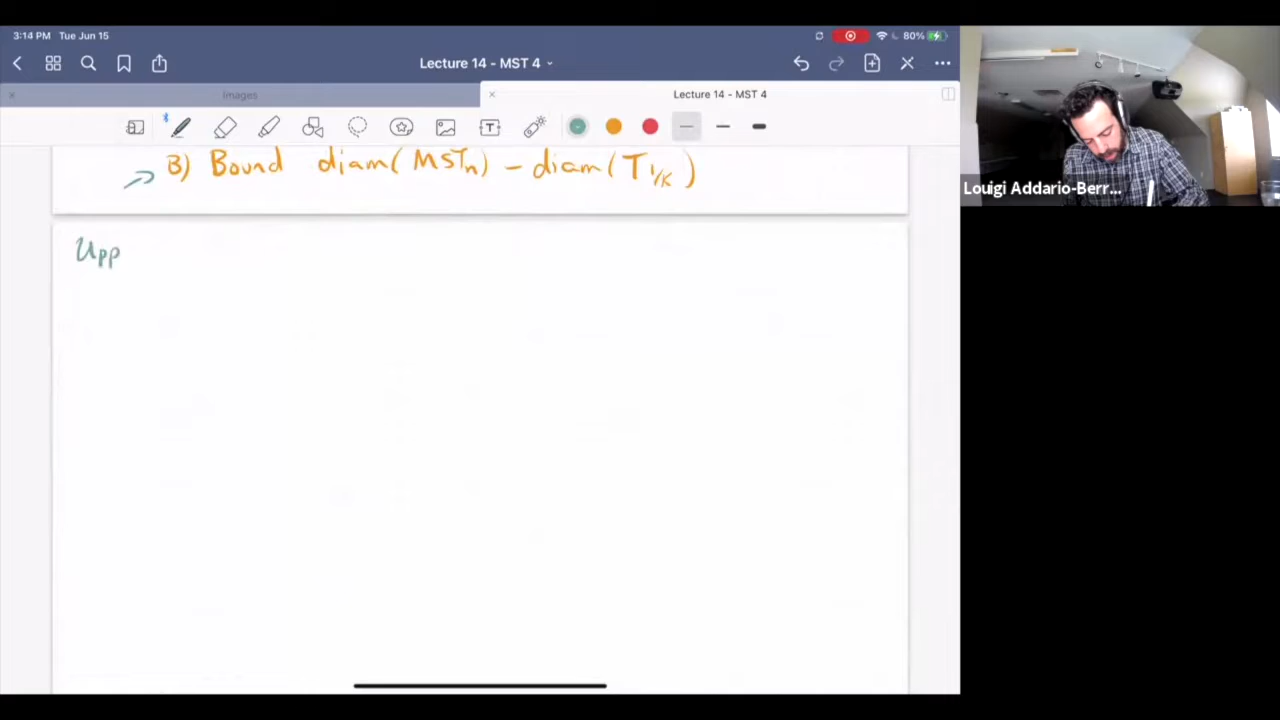 3:14 PM Tue Jun 15
80%
Lecture 14 - MST 4
Images
Lecture 14 - MST 4
B) Bound diam(MSTn) - diam(T1/K)
Upp
Louigi Addario-Berr...